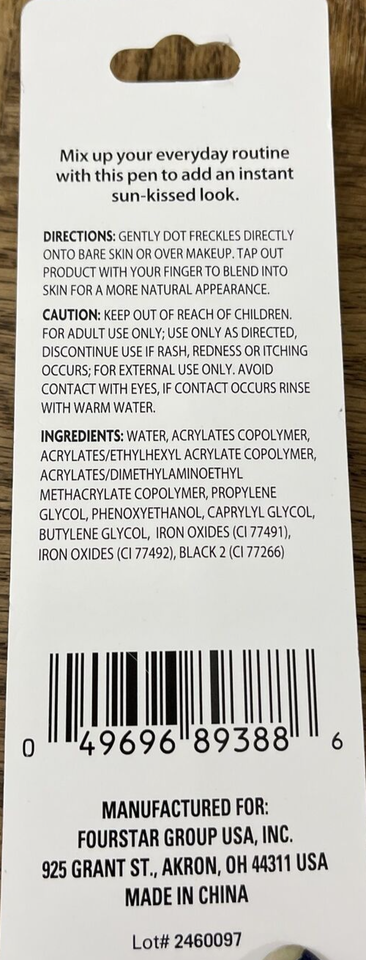 Mix up your everyday routine
with this pen to add an instant
sun-kissed look.
DIRECTIONS: GENTLY DOT FRECKLES DIRECTLY
ONTO BARE SKIN OR OVER MAKEUP. TAP OUT
PRODUCT WITH YOUR FINGER TO BLEND INTO
SKIN FOR A MORE NATURAL APPEARANCE.
CAUTION: KEEP OUT OF REACH OF CHILDREN.
FOR ADULT USE ONLY; USE ONLY AS DIRECTED,
DISCONTINUE USE IF RASH, REDNESS OR ITCHING
OCCURS; FOR EXTERNAL USE ONLY. AVOID
CONTACT WITH EYES, IF CONTACT OCCURS RINSE
WITH WARM WATER.
INGREDIENTS: WATER, ACRYLATES COPOLYMER,
ACRYLATES/ETHYLHEXYL ACRYLATE COPOLYMER,
ACRYLATES/DIMETHYLAMINOETHYL
METHACRYLATE COPOLYMER, PROPYLENE
GLYCOL, PHENOXYETHANOL, CAPRYLYL GLYCOL,
BUTYLENE GLYCOL, IRON OXIDES (CI 77491),
IRON OXIDES (CI 77492), BLACK 2 (CI 77266)
0 49696 89388 6
MANUFACTURED FOR:
FOURSTAR GROUP USA, INC.
925 GRANT ST., AKRON, OH 44311 USA
MADE IN CHINA
Lot# 2460097